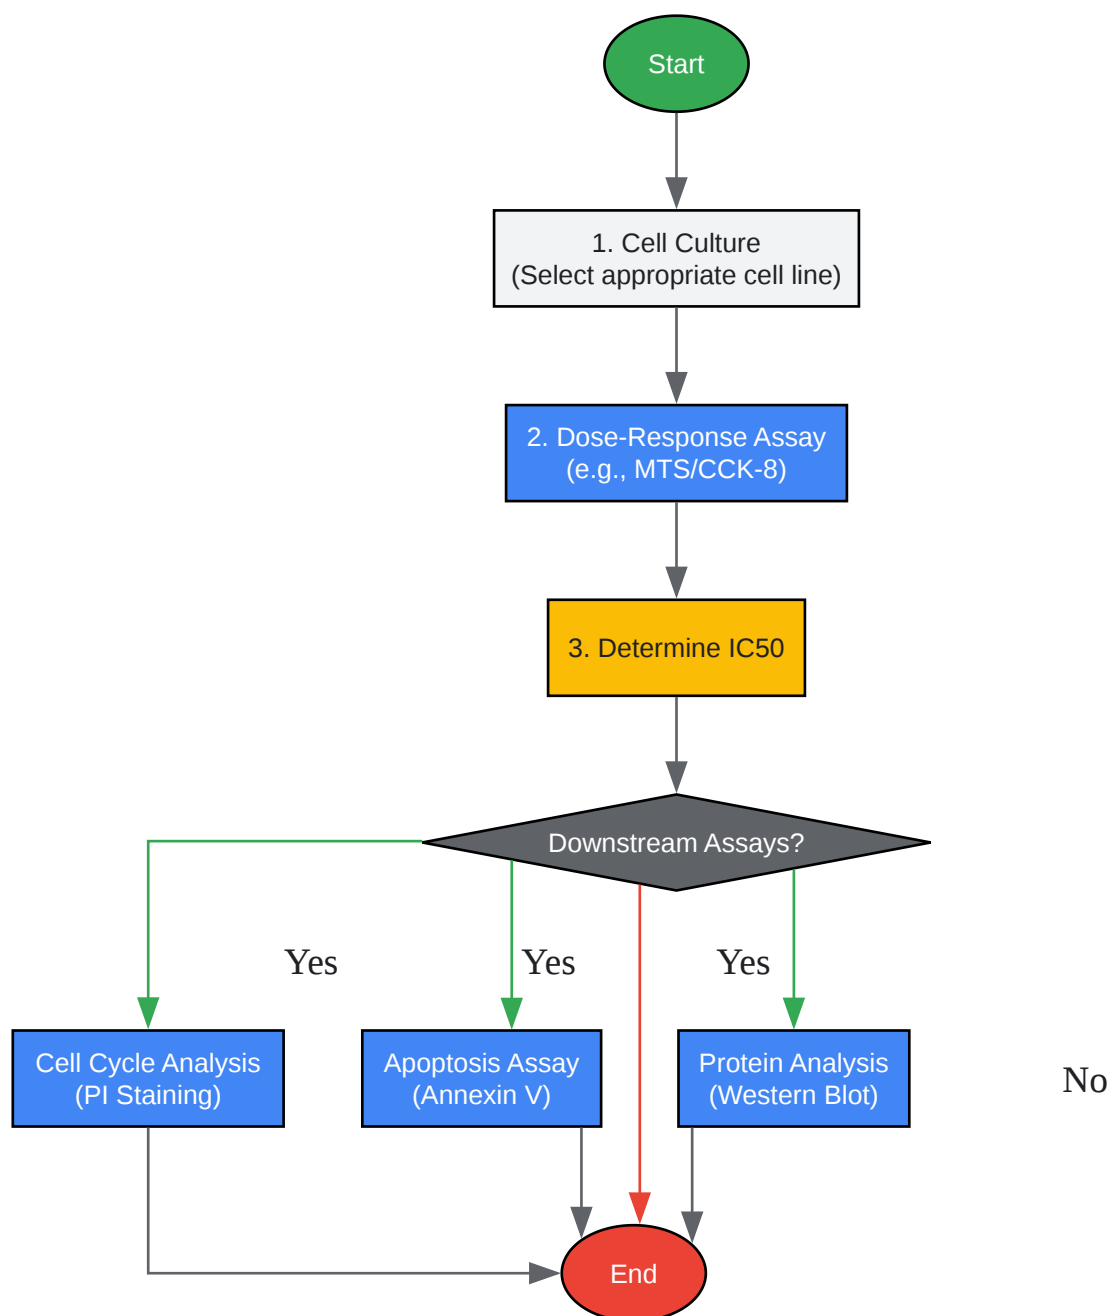 Start
1. Cell Culture
(Select appropriate cell line)
2. Dose-Response Assay
(e.g., MTS/CCK-8)
3. Determine IC50
Downstream Assays?
Yes
Yes
Yes
Cell Cycle Analysis
(PI Staining)
Apoptosis Assay
(Annexin V)
Protein Analysis
(Western Blot)
No
End